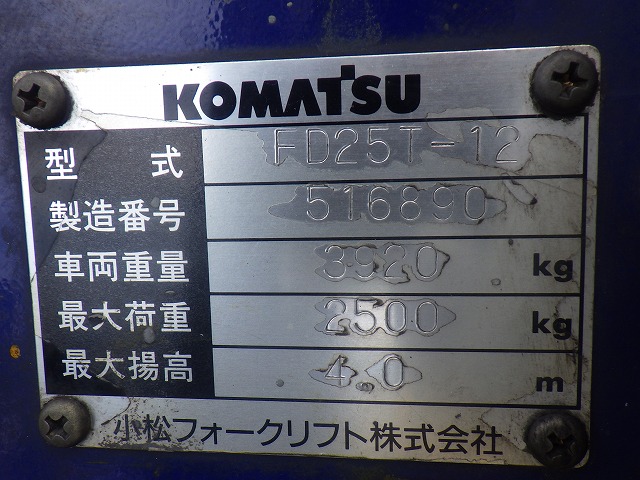 KOMATSU
型式 FD25T-12
製造番号 516890
車両重量 3920 kg
最大荷重 2500 kg
最大揚高 4.0 m
小松フォークリフト株式会社